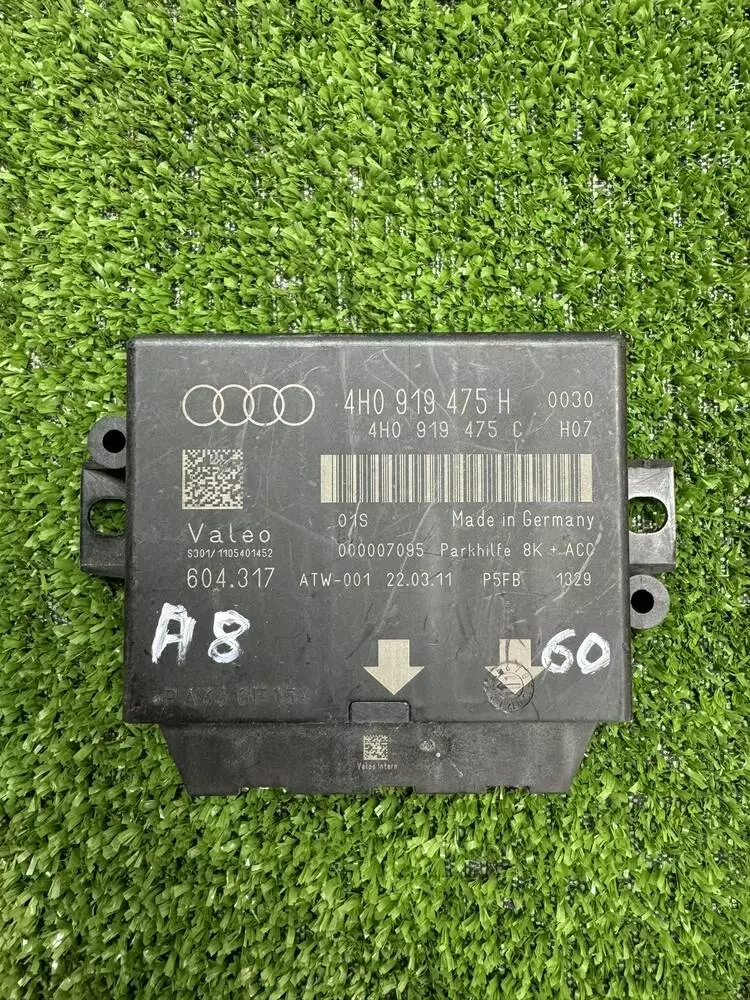 4H0 919 475 H 0030
4H0 919 475 C H07
01S Made in Germany
Valeo
S301/1105401452
000007095 Parkhilfe 8K + ACC
604.317 ATW-001 22.03.11 P5FB 1329
A8
60
Valeo Intern